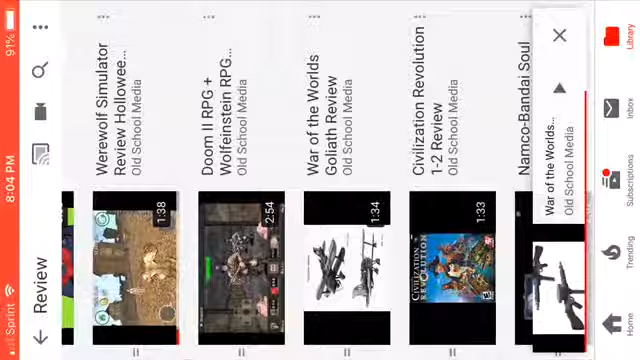 Sprint
8:04 PM
91%
Review
1:38
Werewolf Simulator
Review Hollowee...
Old School Media
2:54
Doom II RPG +
Wolfeinstein RPG...
Old School Media
1:34
War of the Worlds
Goliath Review
Old School Media
CIVILIZATION
REVOLUTION
1:33
Civilization Revolution
1-2 Review
Old School Media
Namco-Bandai Soul
War of the Worlds...
Old School Media
Home
Trending
Subscriptions
Inbox
Library